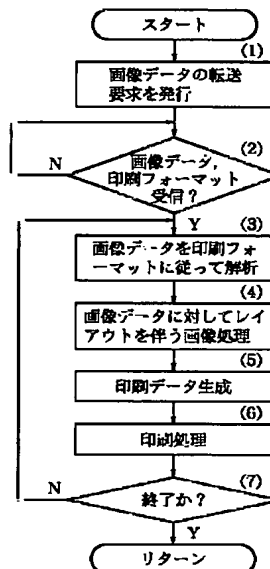 スタート
(1)
画像データの転送
要求を発行
(2)
N
画像データ,
印刷フォーマット
受信?
Y
(3)
画像データを印刷フォ
ーマットに従って解析
(4)
画像データに対してレイ
アウトを伴う画像処理
(5)
印刷データ生成
(6)
印刷処理
(7)
N
終了か?
Y
リターン